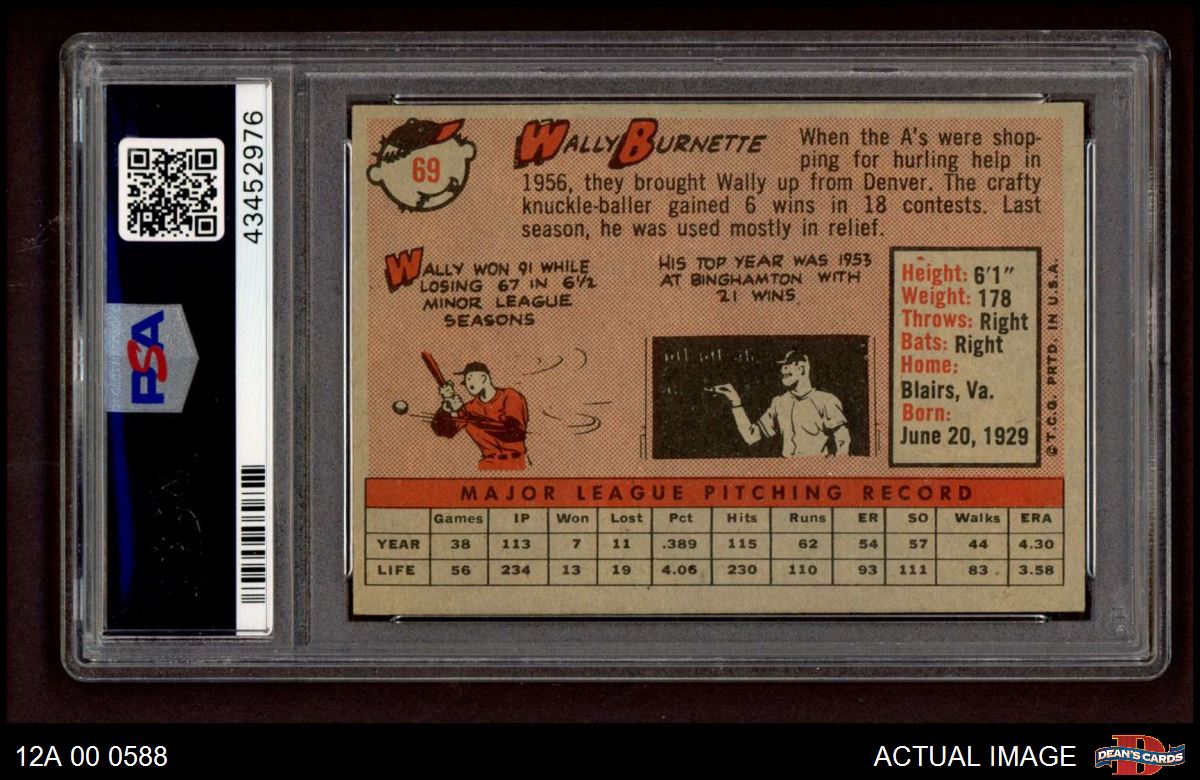 43452976
PSA
69
WALLY BURNETTE
When the A's were shop-
ping for hurling help in
1956, they brought Wally up from Denver. The crafty
knuckle-baller gained 6 wins in 18 contests. Last
season, he was used mostly in relief.
WALLY WON 91 WHILE
LOSING 67 IN 6½
MINOR LEAGUE
SEASONS
HIS TOP YEAR WAS 1953
AT BINGHAMTON WITH
21 WINS
Height: 6'1"
Weight: 178
Throws: Right
Bats: Right
Home:
Blairs, Va.
Born:
June 20, 1929
© T.C.G. PRTD. IN U.S.A.
MAJOR LEAGUE PITCHING RECORD
Games IP Won Lost Pct Hits Runs ER SO Walks ERA
YEAR 38 113 7 11 .389 115 62 54 57 44 4.30
LIFE 56 234 13 19 4.06 230 110 93 111 83 3.58
12A 00 0588
ACTUAL IMAGE
DEAN'S CARDS